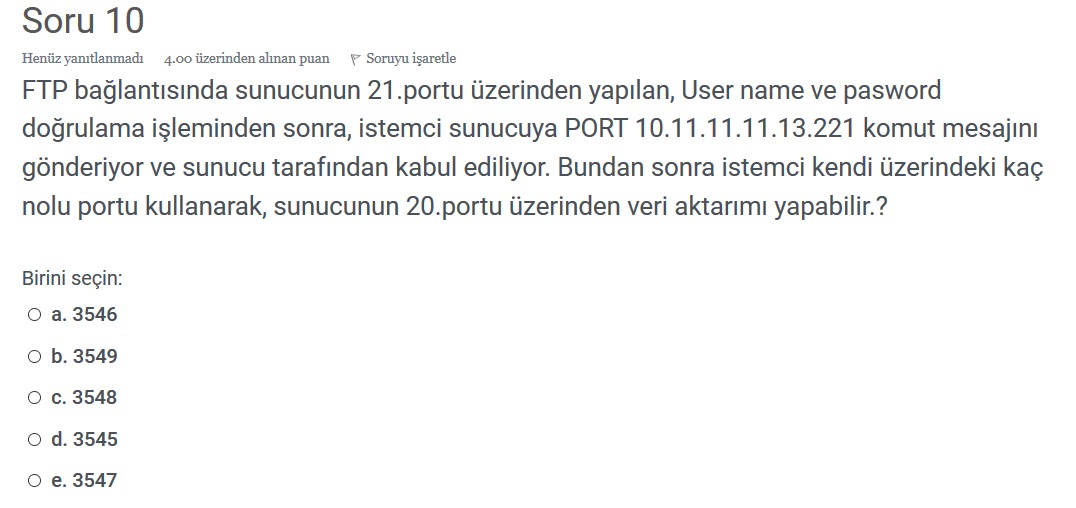 Soru 10
Henüz yanıtlanmadı 4.00 üzerinden alınan puan Soruyu işaretle
FTP bağlantısında sunucunun 21.portu üzerinden yapılan, User name ve pasword
doğrulama işleminden sonra, istemci sunucuya PORT 10.11.11.11.13.221 komut mesajını
gönderiyor ve sunucu tarafından kabul ediliyor. Bundan sonra istemci kendi üzerindeki kaç
nolu portu kullanarak, sunucunun 20.portu üzerinden veri aktarımı yapabilir.?
Birini seçin:
a. 3546
b. 3549
c. 3548
d. 3545
e. 3547